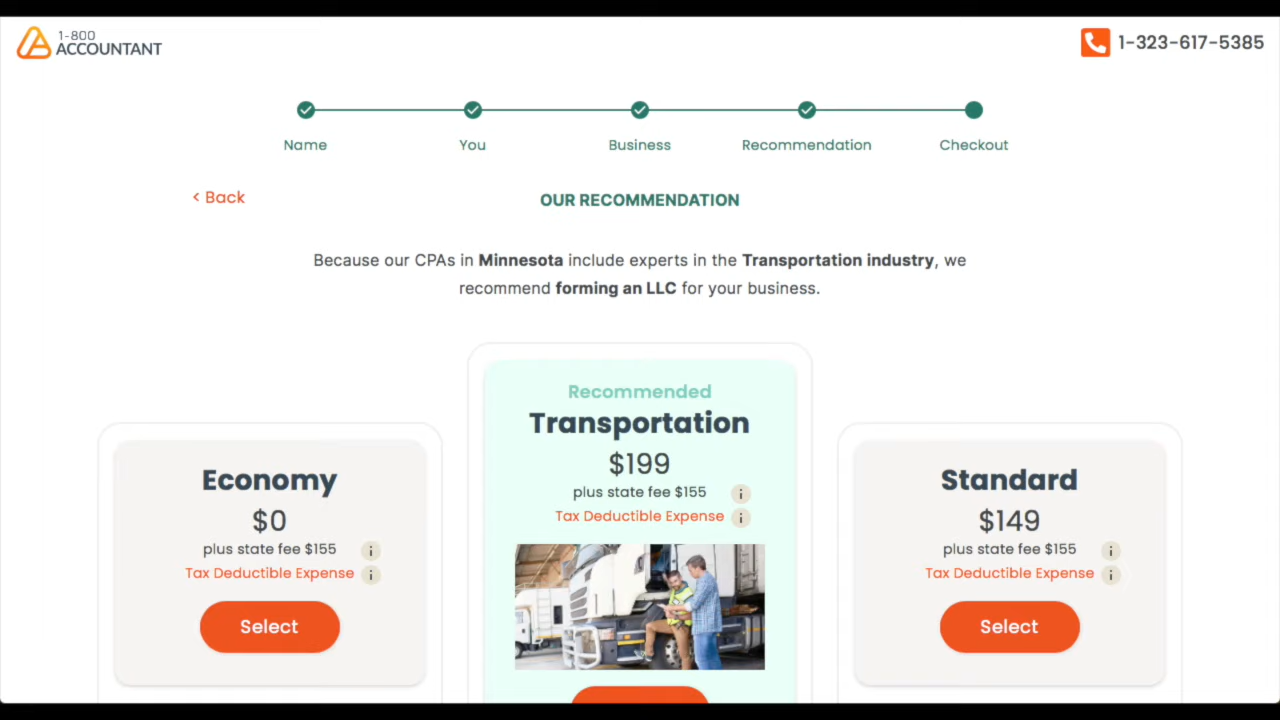 1-800
ACCOUNTANT
1-323-617-5385
Name
You
Business
Recommendation
Checkout
< Back
OUR RECOMMENDATION
Because our CPAs in Minnesota include experts in the Transportation industry, we
recommend forming an LLC for your business.
Economy
$0
plus state fee $155 i
Tax Deductible Expense i
Select
Recommended
Transportation
$199
plus state fee $155 i
Tax Deductible Expense i
Standard
$149
plus state fee $155 i
Tax Deductible Expense i
Select